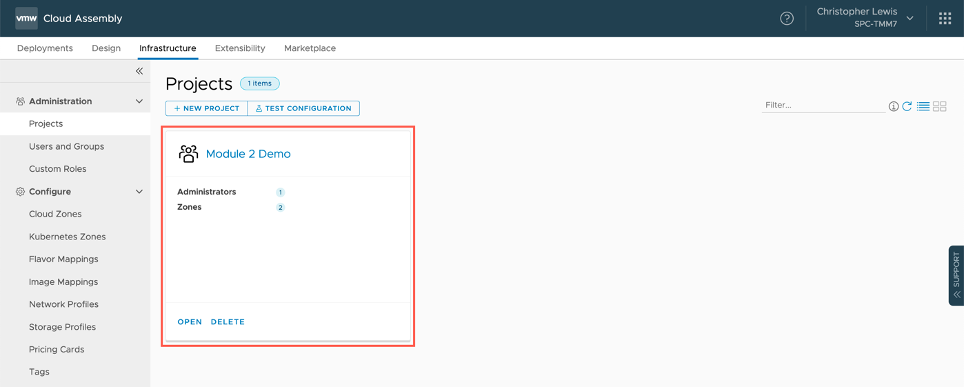 vmw Cloud Assembly
Christopher Lewis
SPC-TMM7
Deployments Design Infrastructure Extensibility Marketplace
Administration
Projects
Users and Groups
Custom Roles
Configure
Cloud Zones
Kubernetes Zones
Flavor Mappings
Image Mappings
Network Profiles
Storage Profiles
Pricing Cards
Tags
Projects 1 items
+ NEW PROJECT TEST CONFIGURATION
Filter...
Module 2 Demo
Administrators 1
Zones 2
OPEN DELETE
SUPPORT